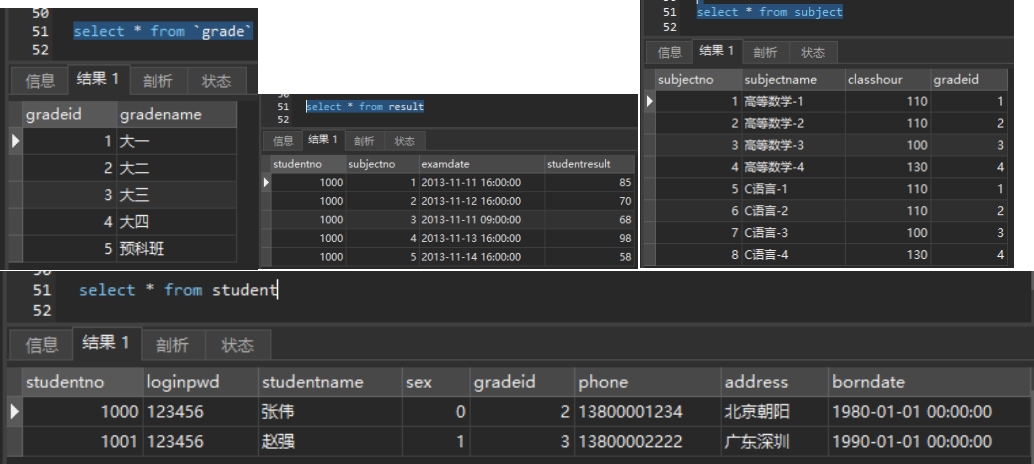 50
51 select * from `grade`
52
信息 结果 1 剖析 状态
gradeid gradename
1 大一
2 大二
3 大三
4 大四
5 预科班
51 select * from result
52
信息 结果 1 剖析 状态
studentno subjectno examdate studentresult
1000 1 2013-11-11 16:00:00 85
1000 2 2013-11-12 16:00:00 70
1000 3 2013-11-11 09:00:00 68
1000 4 2013-11-13 16:00:00 98
1000 5 2013-11-14 16:00:00 58
51 select * from subject
52
信息 结果 1 剖析 状态
subjectno subjectname classhour gradeid
1 高等数学-1 110 1
2 高等数学-2 110 2
3 高等数学-3 100 3
4 高等数学-4 130 4
5 C语言-1 110 1
6 C语言-2 110 2
7 C语言-3 100 3
8 C语言-4 130 4
51 select * from student
52
信息 结果 1 剖析 状态
studentno loginpwd studentname sex gradeid phone address borndate
1000 123456 张伟 0 2 13800001234 北京朝阳 1980-01-01 00:00:00
1001 123456 赵强 1 3 13800002222 广东深圳 1990-01-01 00:00:00